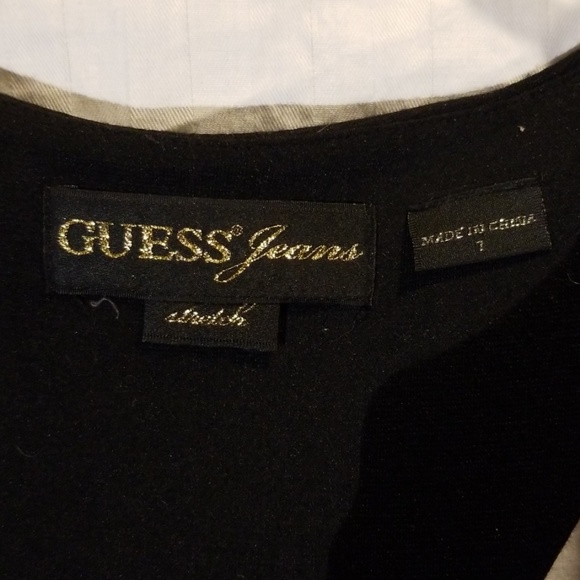 GUESS® Jeans
stretch
MADE IN CHINA
7